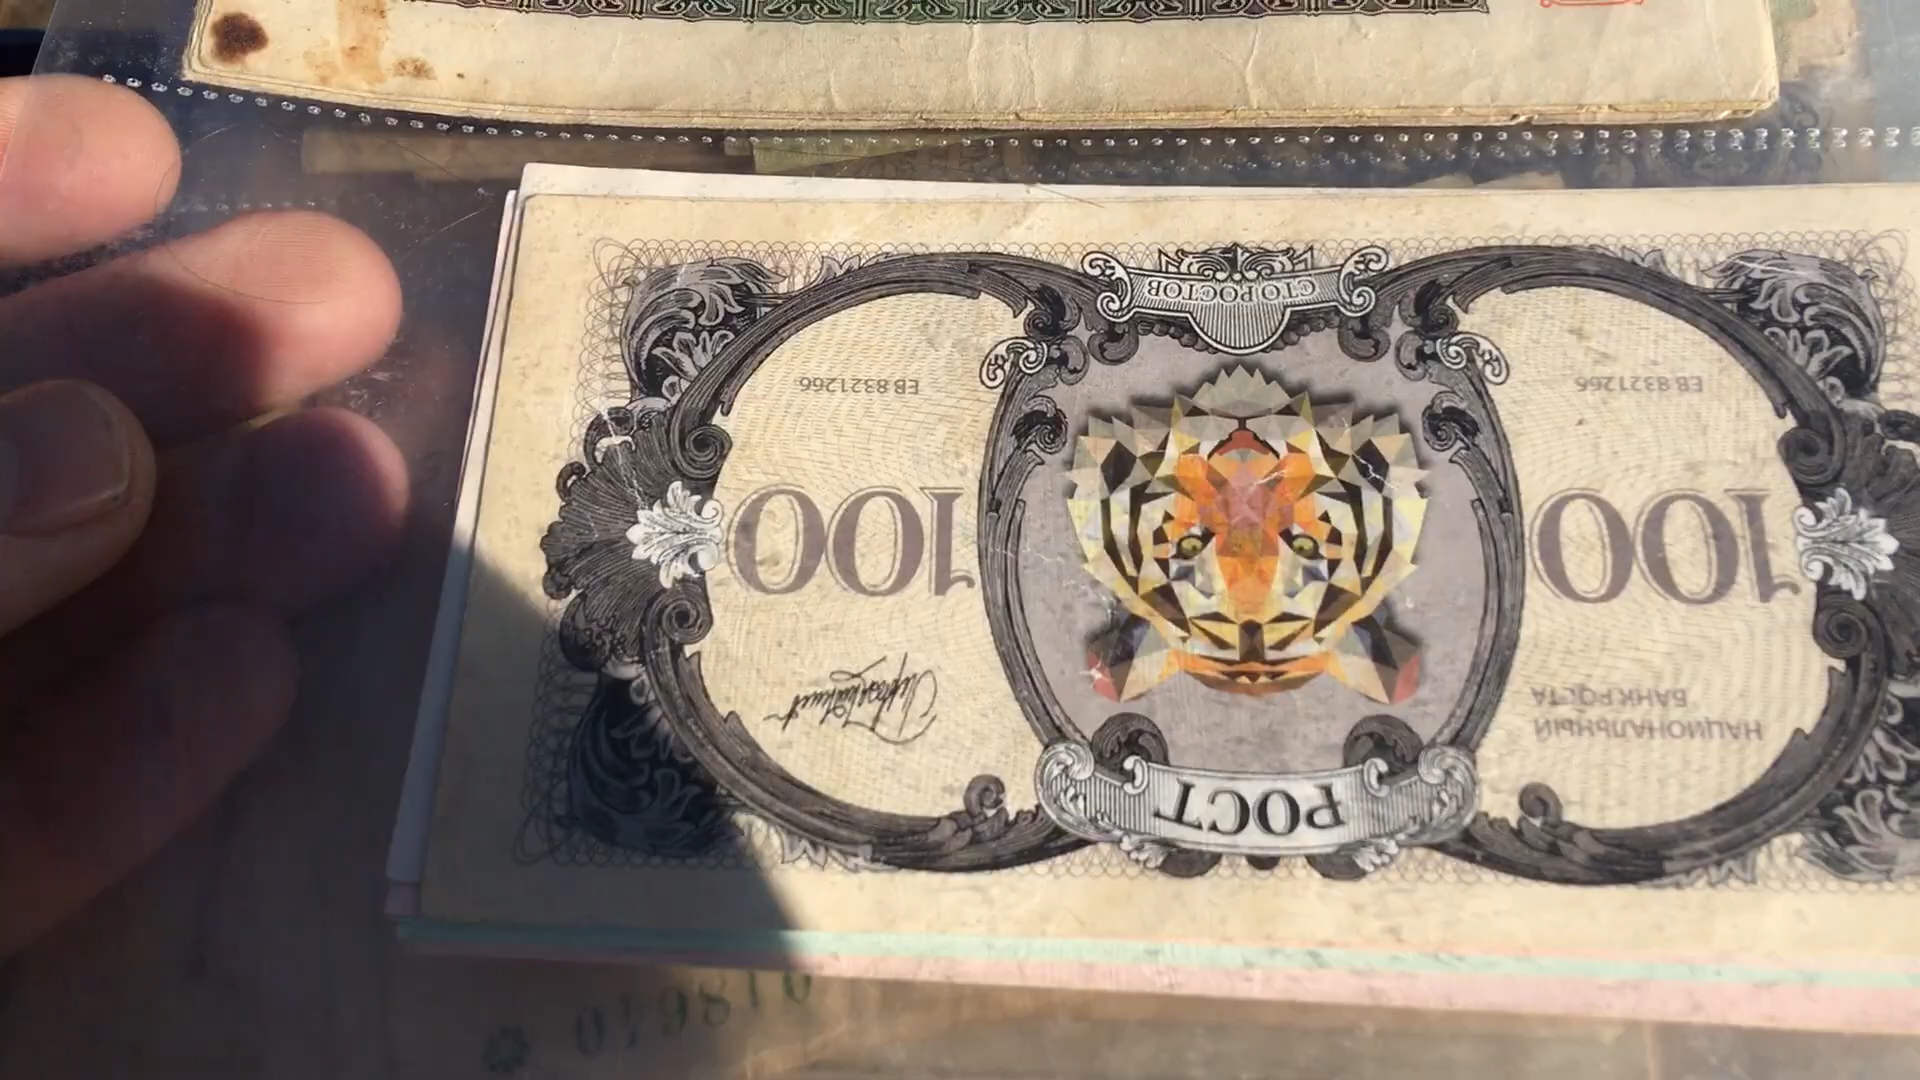 РОСТ
НАЦИОНАЛЬНЫЙ
БАНК РОСТА
100
100
ЕВ 8321266
ЕВ 8321266
СТО РОСТОВ